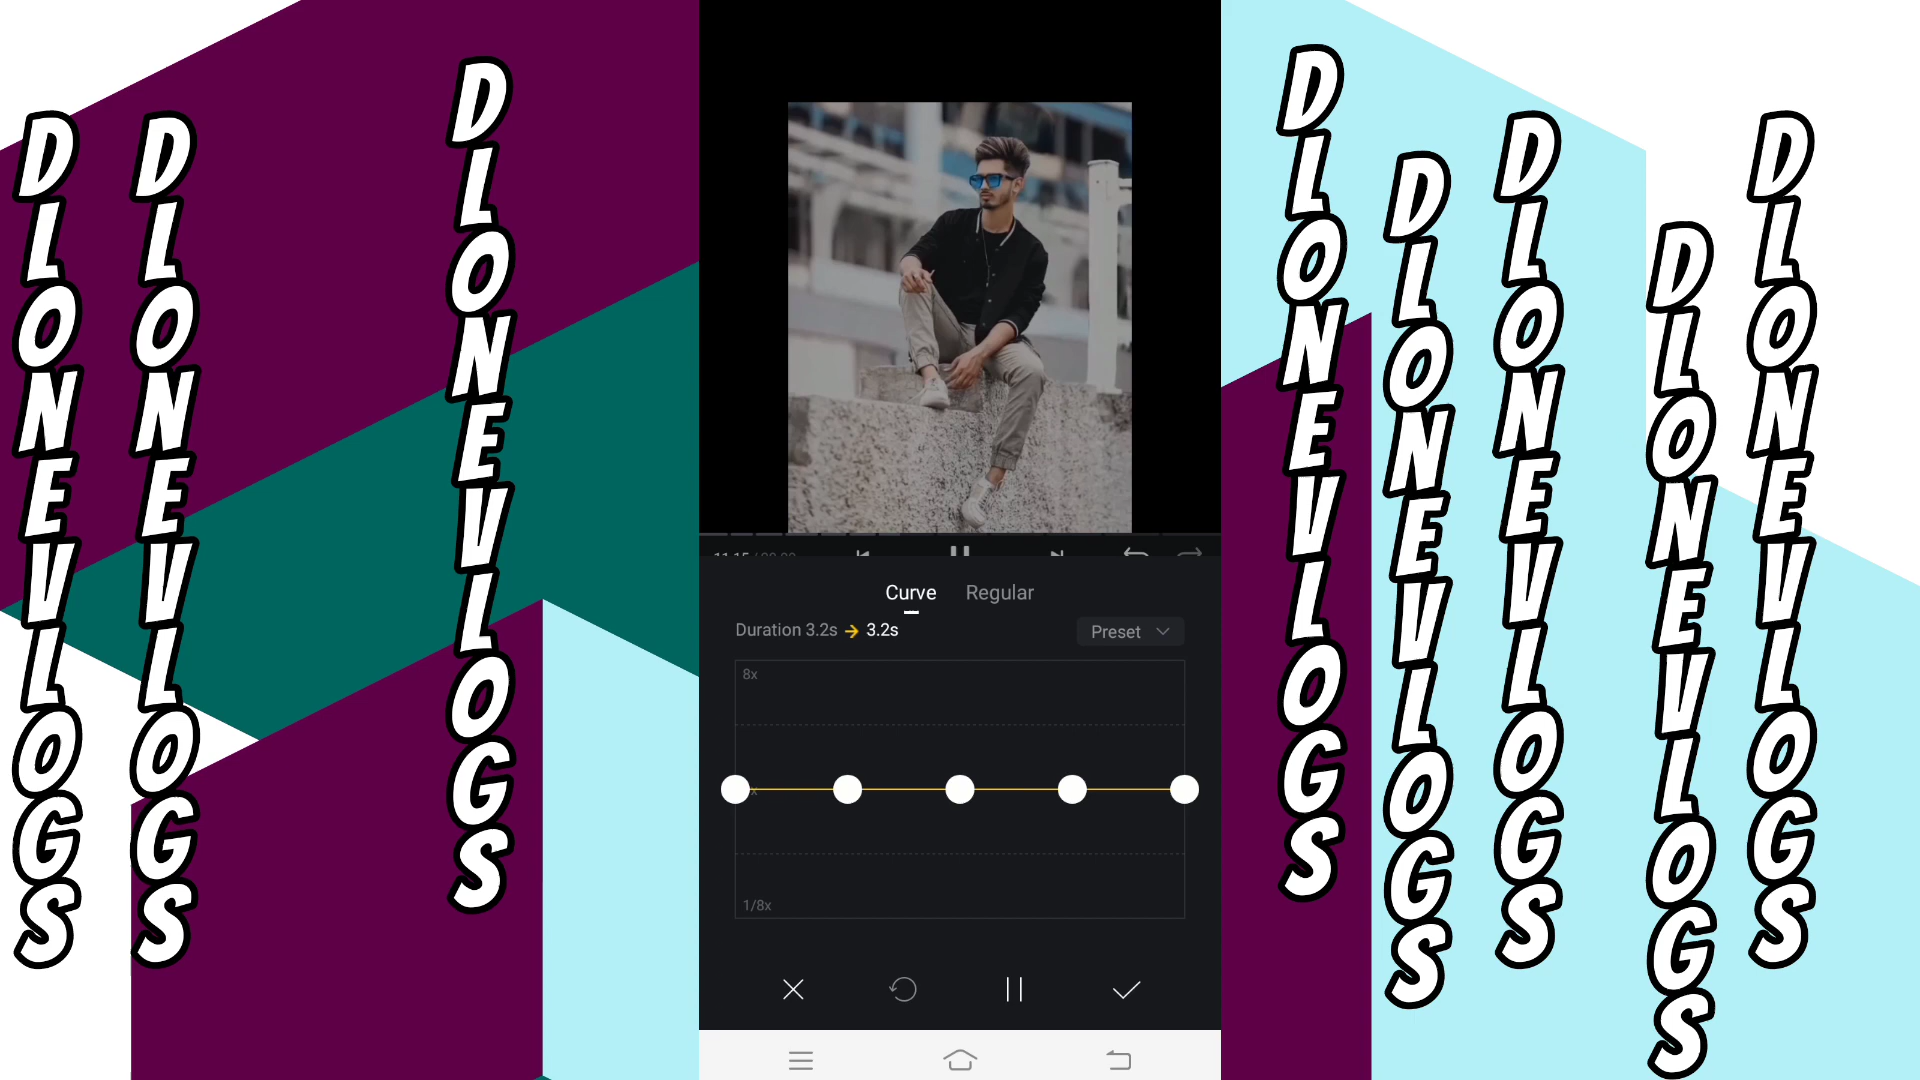 DLONEVLOGS
DLONEVLOGS
DLONEVLOGS
Curve Regular
Duration 3.2s → 3.2s
Preset
8x
1/8x
DLONEVLOGS
DLONEVLOGS
DLONEVLOGS
DLONEVLOGS
DLONEVLOGS